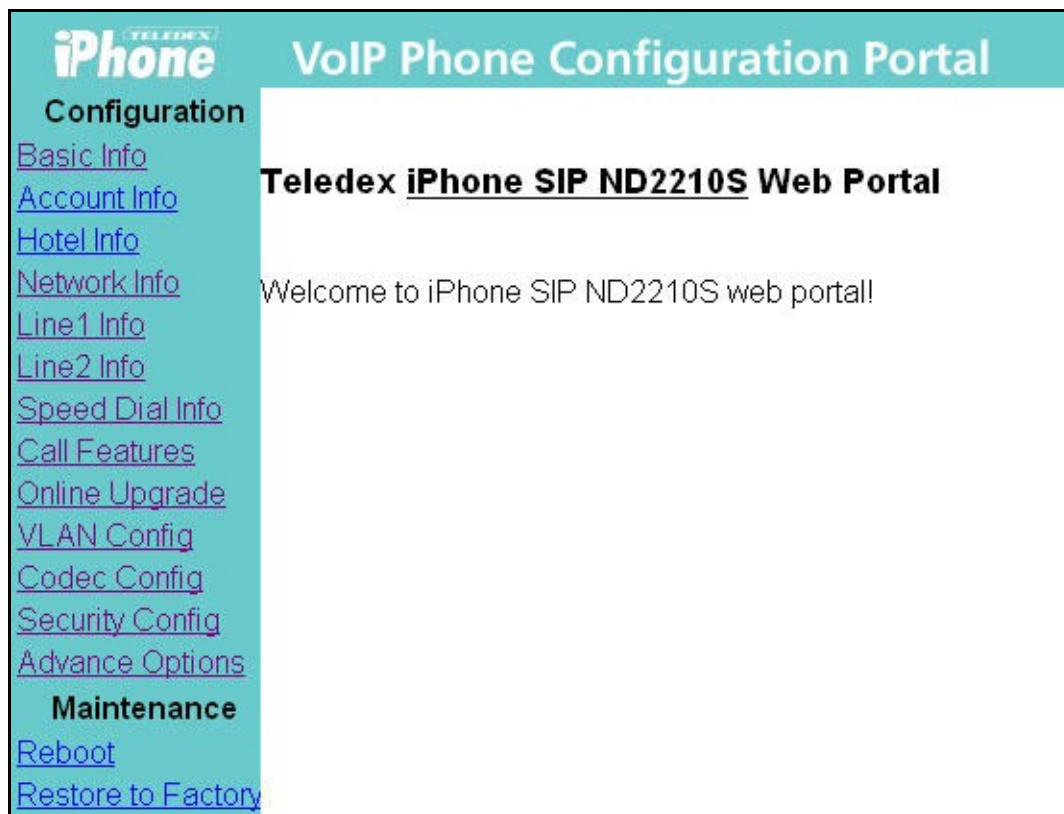 TELEDEX
iPhone
VoIP Phone Configuration Portal
Configuration
Basic Info
Account Info
Hotel Info
Network Info
Line1 Info
Line2 Info
Speed Dial Info
Call Features
Online Upgrade
VLAN Config
Codec Config
Security Config
Advance Options
Maintenance
Reboot
Restore to Factory
Teledex iPhone SIP ND2210S Web Portal
Welcome to iPhone SIP ND2210S web portal!